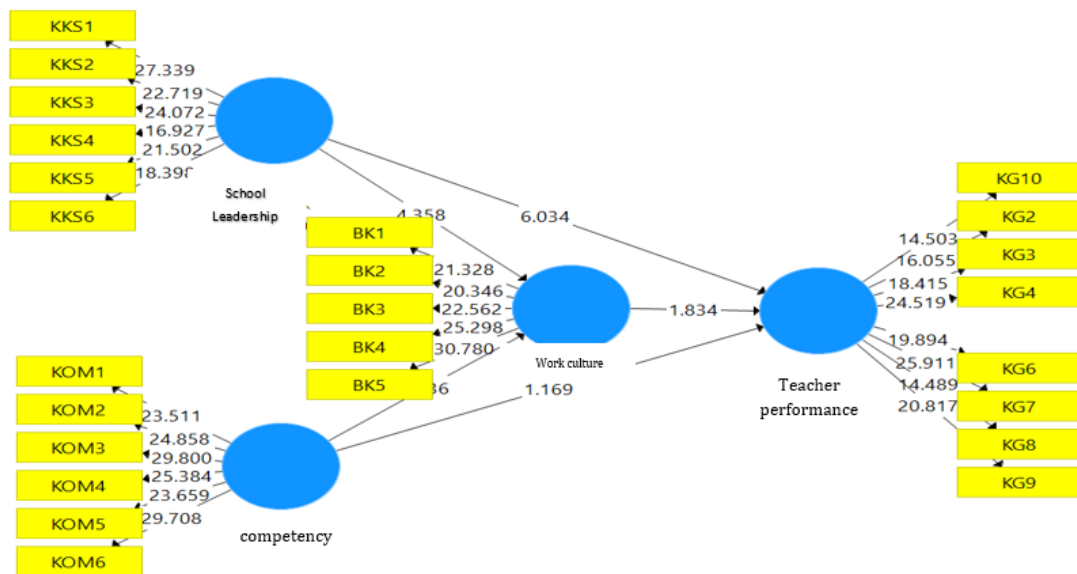 KKS1
KKS2
KKS3
KKS4
KKS5
KKS6
27.339
22.719
24.072
16.927
21.502
18.398
School
Leadership
4.358
6.034
BK1
BK2
BK3
BK4
BK5
21.328
20.346
22.562
25.298
30.780
Work culture
1.834
1.169
KOM1
KOM2
KOM3
KOM4
KOM5
KOM6
23.511
24.858
29.800
25.384
23.659
29.708
competency
Teacher
performance
KG10
KG2
KG3
KG4
KG6
KG7
KG8
KG9
14.503
16.055
18.415
24.519
19.894
25.911
14.489
20.817